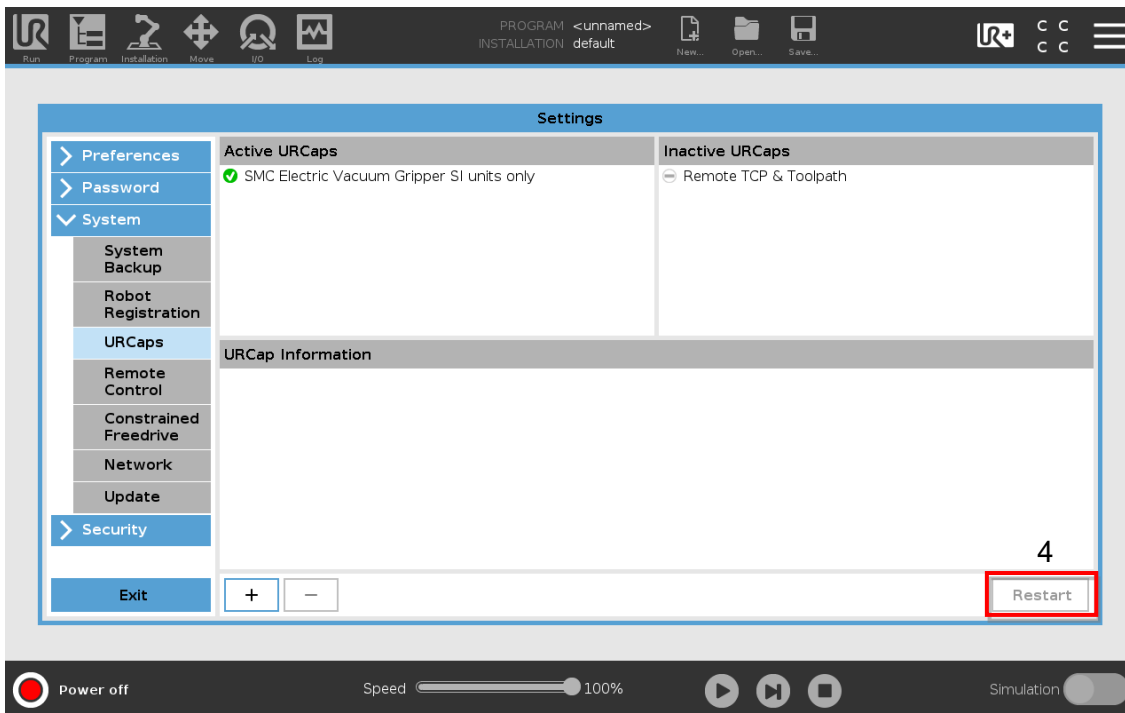 PROGRAM <unnamed>
INSTALLATION default
UR
Run
Program
Installation
Move
I/O
Log
New...
Open...
Save...
UR+
C C
C C
Settings
Preferences
Password
System
System
Backup
Robot
Registration
URCaps
Remote
Control
Constrained
Freedrive
Network
Update
Security
Exit
Active URCaps
SMC Electric Vacuum Gripper SI units only
Inactive URCaps
Remote TCP & Toolpath
URCap Information
4
+
−
Restart
Power off
Speed 100%
Simulation